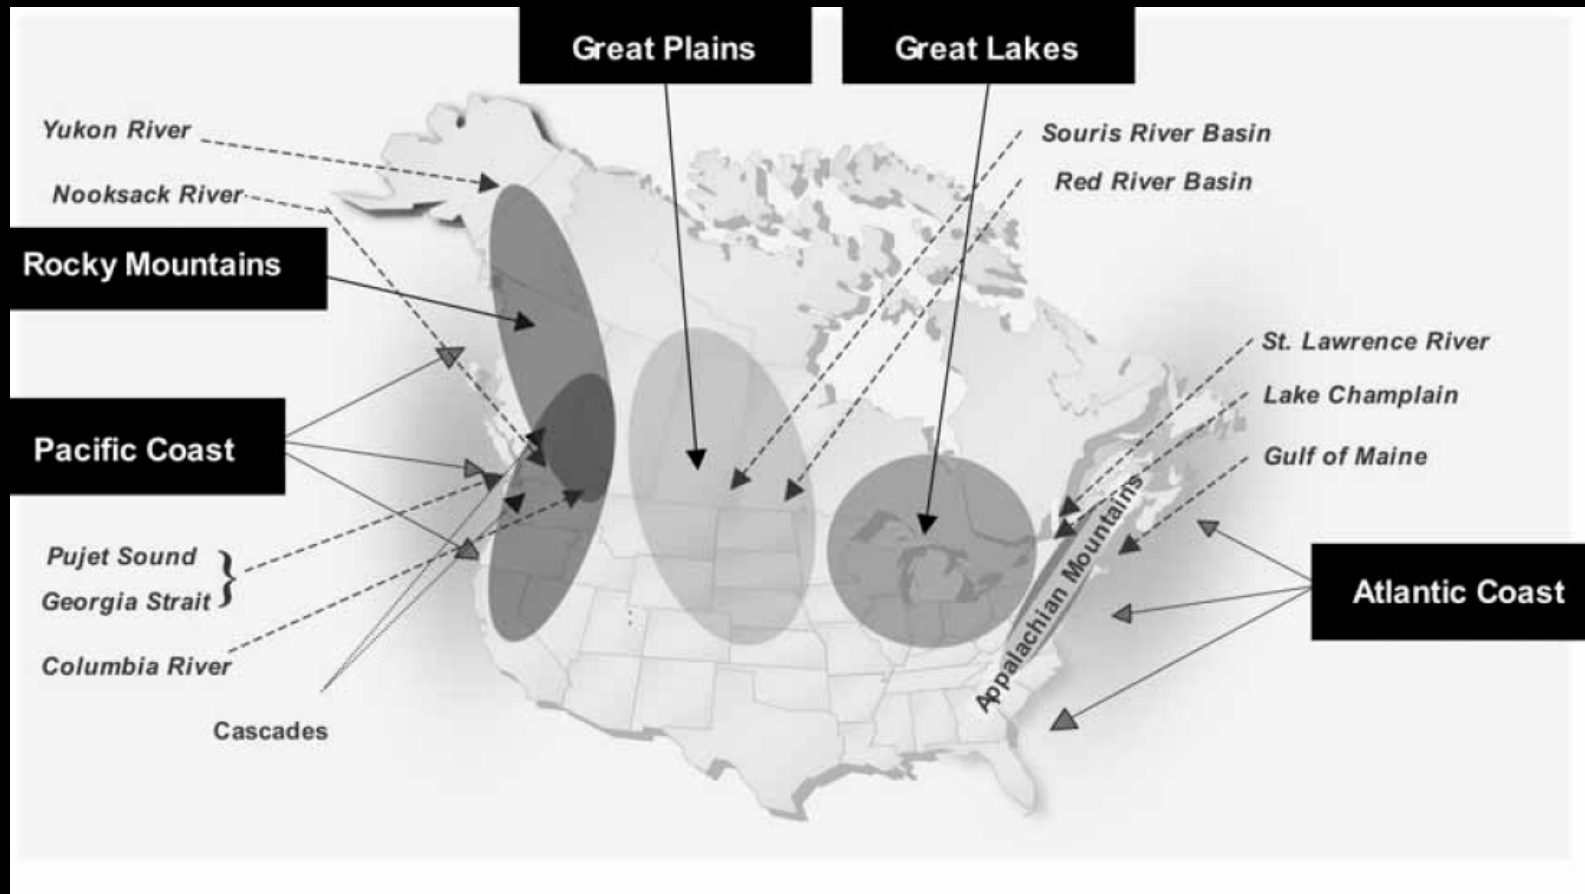 Great Plains
Great Lakes
Yukon River
Nooksack River
Rocky Mountains
Pacific Coast
Pujet Sound
Georgia Strait
}
Columbia River
Cascades
Souris River Basin
Red River Basin
St. Lawrence River
Lake Champlain
Gulf of Maine
Appalachian Mountains
Atlantic Coast